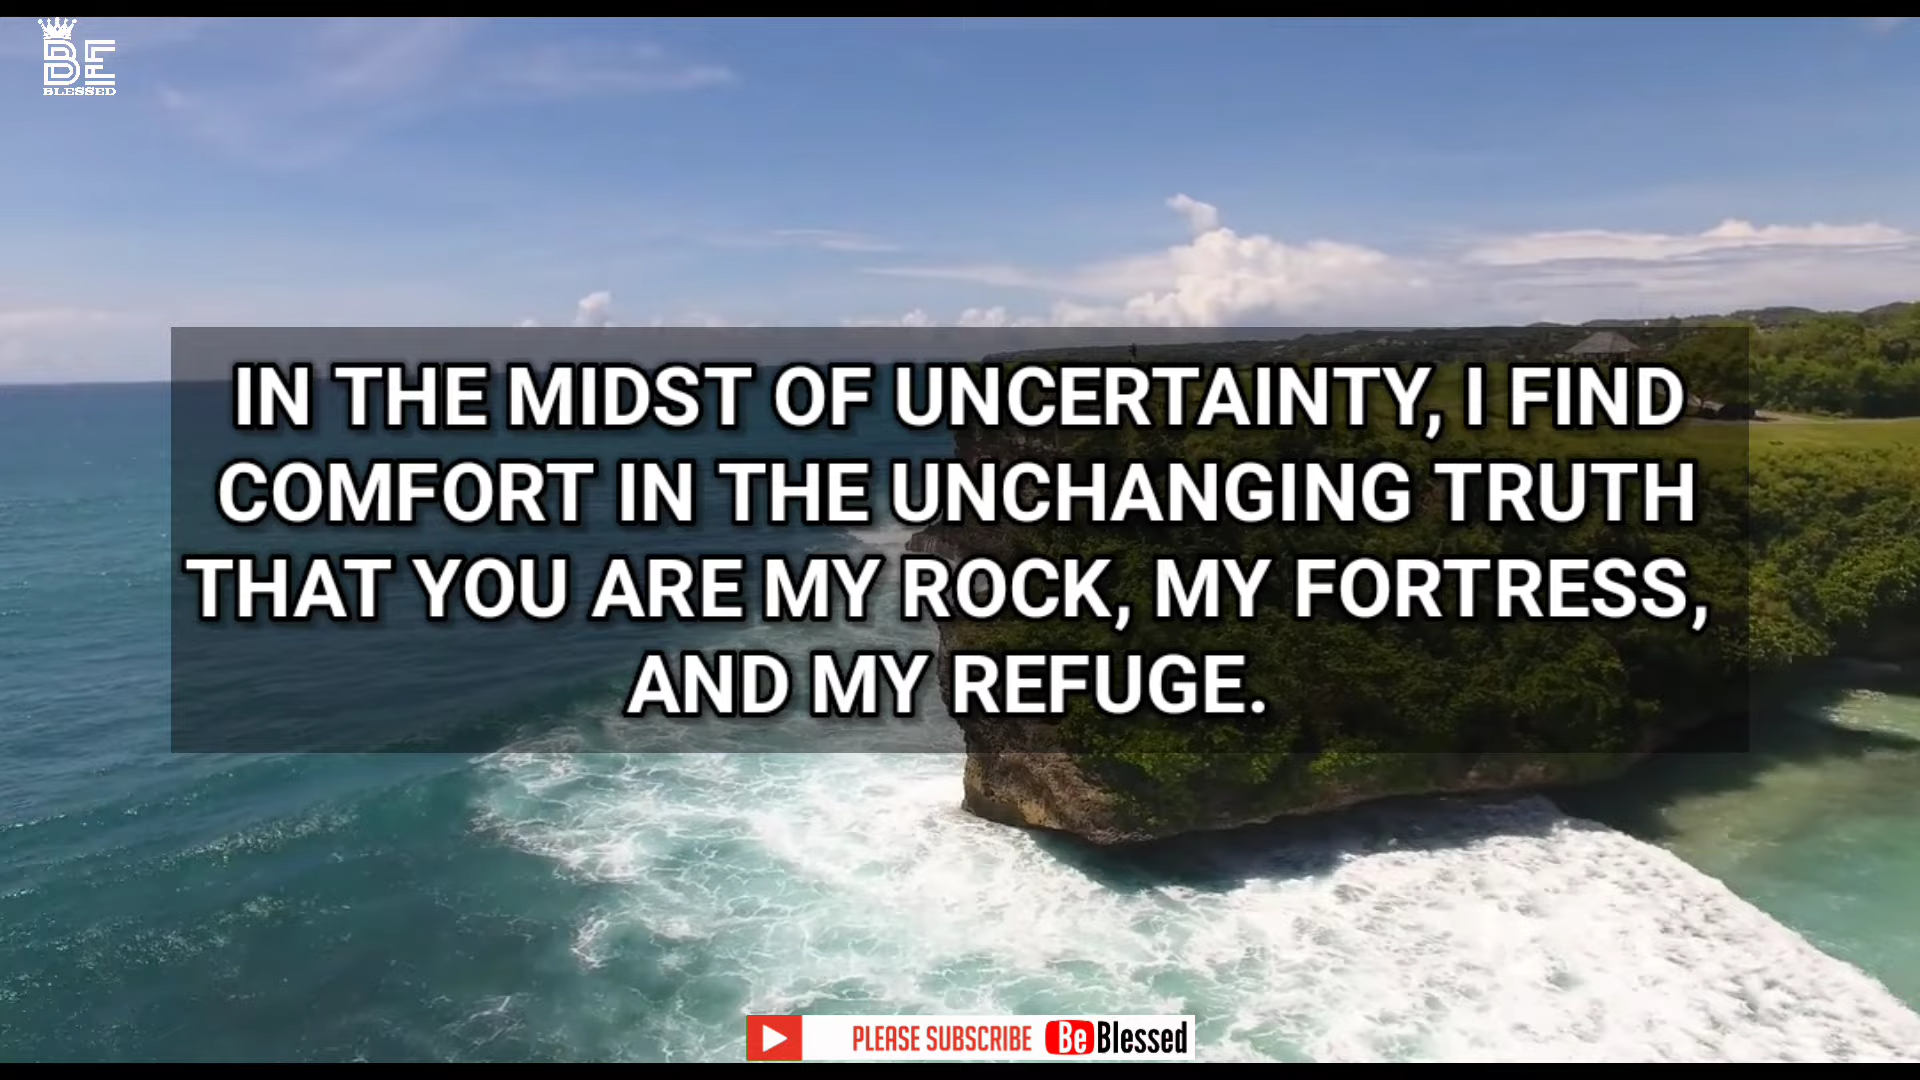 BE
BLESSED
IN THE MIDST OF UNCERTAINTY, I FIND
COMFORT IN THE UNCHANGING TRUTH
THAT YOU ARE MY ROCK, MY FORTRESS,
AND MY REFUGE.
PLEASE SUBSCRIBE Be Blessed